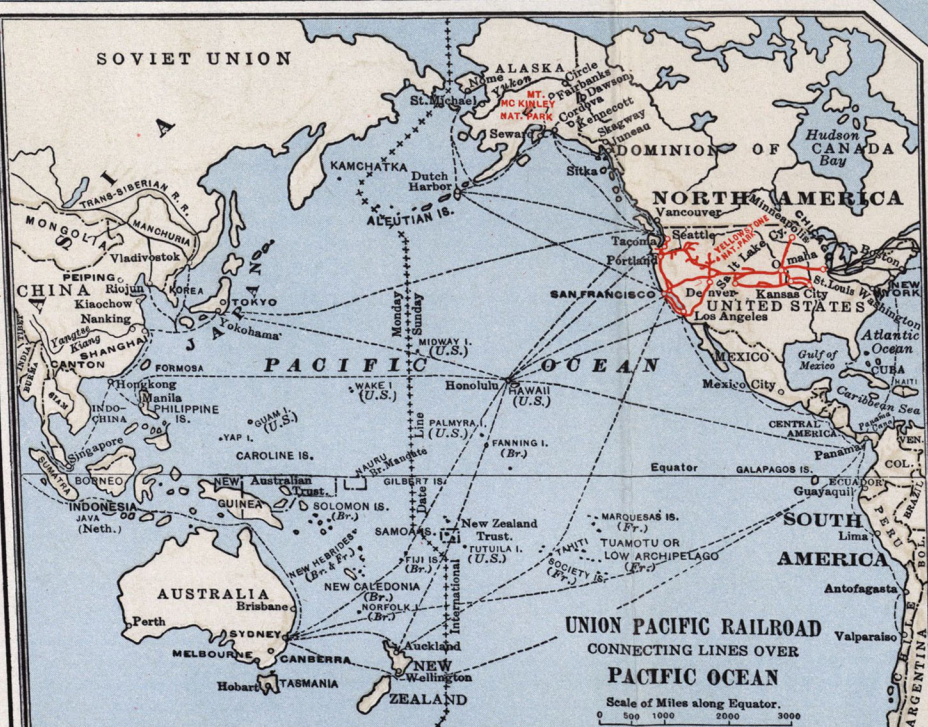 SOVIET UNION
ALASKA
Nome
Yukon
Circle
Fairbanks
Dawson
St. Michael
MT.
MC KINLEY
NAT. PARK
Cordova
Kennecott
Seward
Skagway
Juneau
Sitka
DOMINION OF CANADA
Hudson
Bay
A S I A
KAMCHATKA
Dutch
Harbor
ALEUTIAN IS.
TRANS-SIBERIAN R.R.
MONGOLIA
MANCHURIA
Vladivostok
NORTH AMERICA
Vancouver
Seattle
Tacoma
Portland
YELLOWSTONE
NAT. PARK
Minneapolis
CHICAGO
Salt Lake Cy.
Omaha
Boston
PEIPING
Riojun
KOREA
JAPAN
TOKYO
Yokohama
CHINA
Kiaochow
Nanking
Yangtse
Kiang
SHANGHAI
CANTON
TIBET
INDIA
BURMA
SIAM
SAN FRANCISCO
Denver
Kansas City
St. Louis
Washington
NEW
YORK
UNITED STATES
Los Angeles
Atlantic
Ocean
Monday
Sunday
MIDWAY I.
(U.S.)
PACIFIC OCEAN
FORMOSA
Hongkong
Manila
PHILIPPINE
IS.
INDO-
CHINA
WAKE I.
(U.S.)
Honolulu
HAWAII
(U.S.)
MEXICO
Mexico City
Gulf of
Mexico
CUBA
HAITI
Caribbean Sea
GUAM I.
(U.S.)
YAP I.
CAROLINE IS.
PALMYRA I.
(U.S.)
FANNING I.
(Br.)
CENTRAL
AMERICA
Panama
Canal
Panama
VEN.
COL.
Singapore
SUMATRA
BORNEO
NAURU
Br. Mandate
GILBERT IS.
Line
Date
International
Equator
GALAPAGOS IS.
ECUADOR
Guayaquil
INDONESIA
JAVA
(Neth.)
NEW
GUINEA
Australian
Trust.
SOLOMON IS.
(Br.)
SAMOA IS.
New Zealand
Trust.
TUTUILA I.
(U.S.)
MARQUESAS IS.
(Fr.)
TAHITI
SOCIETY IS.
(Fr.)
TUAMOTU OR
LOW ARCHIPELAGO
(Fr.)
SOUTH
AMERICA
PERU
BRAZIL
Lima
BOL.
NEW HEBRIDES
(Br. & Fr.)
FIJI IS.
(Br.)
NEW CALEDONIA
(Br.)
NORFOLK I.
(Br.)
AUSTRALIA
Brisbane
Perth
SYDNEY
MELBOURNE
CANBERRA
Hobart
TASMANIA
Auckland
NEW
Wellington
ZEALAND
Antofagasta
Valparaiso
CHILE
ARGENTINA
UNION PACIFIC RAILROAD
CONNECTING LINES OVER
PACIFIC OCEAN
Scale of Miles along Equator.
0 500 1000 2000 3000